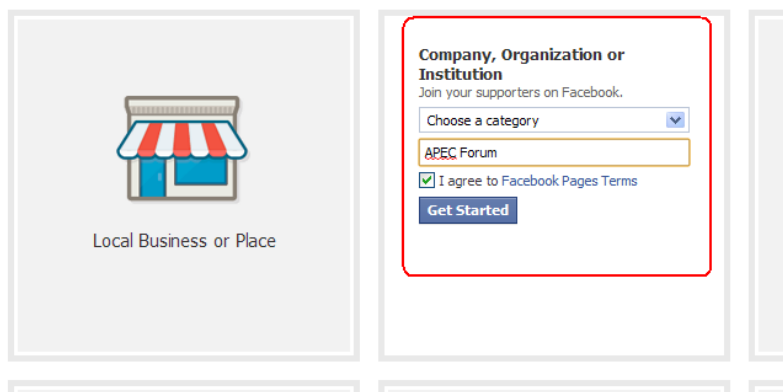 Local Business or Place
Company, Organization or
Institution
Join your supporters on Facebook.
Choose a category
APEC Forum
I agree to Facebook Pages Terms
Get Started